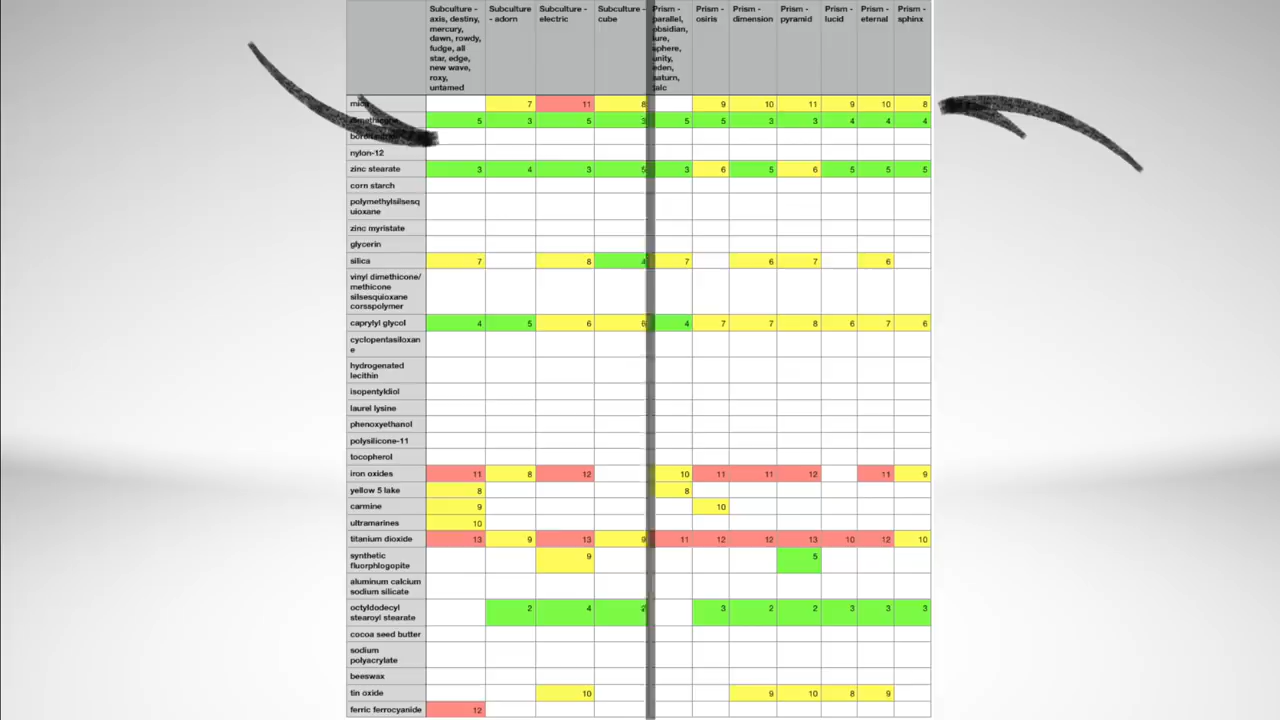 Subculture - axis, destiny, mercury, dawn, rowdy, fudge, all star, edge, new wave, roxy, untamed
Subculture - adorn
Subculture - electric
Subculture - cube
Prism - parallel, obsidian, lure, sphere, unity, eden, saturn, talc
Prism - osiris
Prism - dimension
Prism - pyramid
Prism - lucid
Prism - eternal
Prism - sphinx
mica 7 11 8 9 10 11 9 10 8
dimethicone 5 3 5 3 5 5 3 3 4 4 4
nylon-12
zinc stearate 3 4 3 5 3 6 5 6 5 5 5
corn starch
polymethylsilsesq
uioxane
zinc myristate
glycerin
silica 7 8 4 7 6 7 6
vinyl dimethicone/
methicone
silsesquioxane
corsspolymer
caprylyl glycol 4 5 6 6 4 7 7 8 6 7 6
cyclopentasiloxan
e
hydrogenated
lecithin
isopentyldiol
laurel lysine
phenoxyethanol
polysilicone-11
tocopherol
iron oxides 11 8 12 10 11 11 12 11 9
yellow 5 lake 8 8
carmine 9 10
ultramarines 10
titanium dioxide 13 9 13 9 11 12 12 13 10 12 10
synthetic 9 5
fluorphlogopite
aluminum calcium
sodium silicate
octyldodecyl 2 4 2 3 2 2 3 3 3
stearoyl stearate
cocoa seed butter
sodium
polyacrylate
beeswax
tin oxide 10 9 10 8 9
ferric ferrocyanide 12